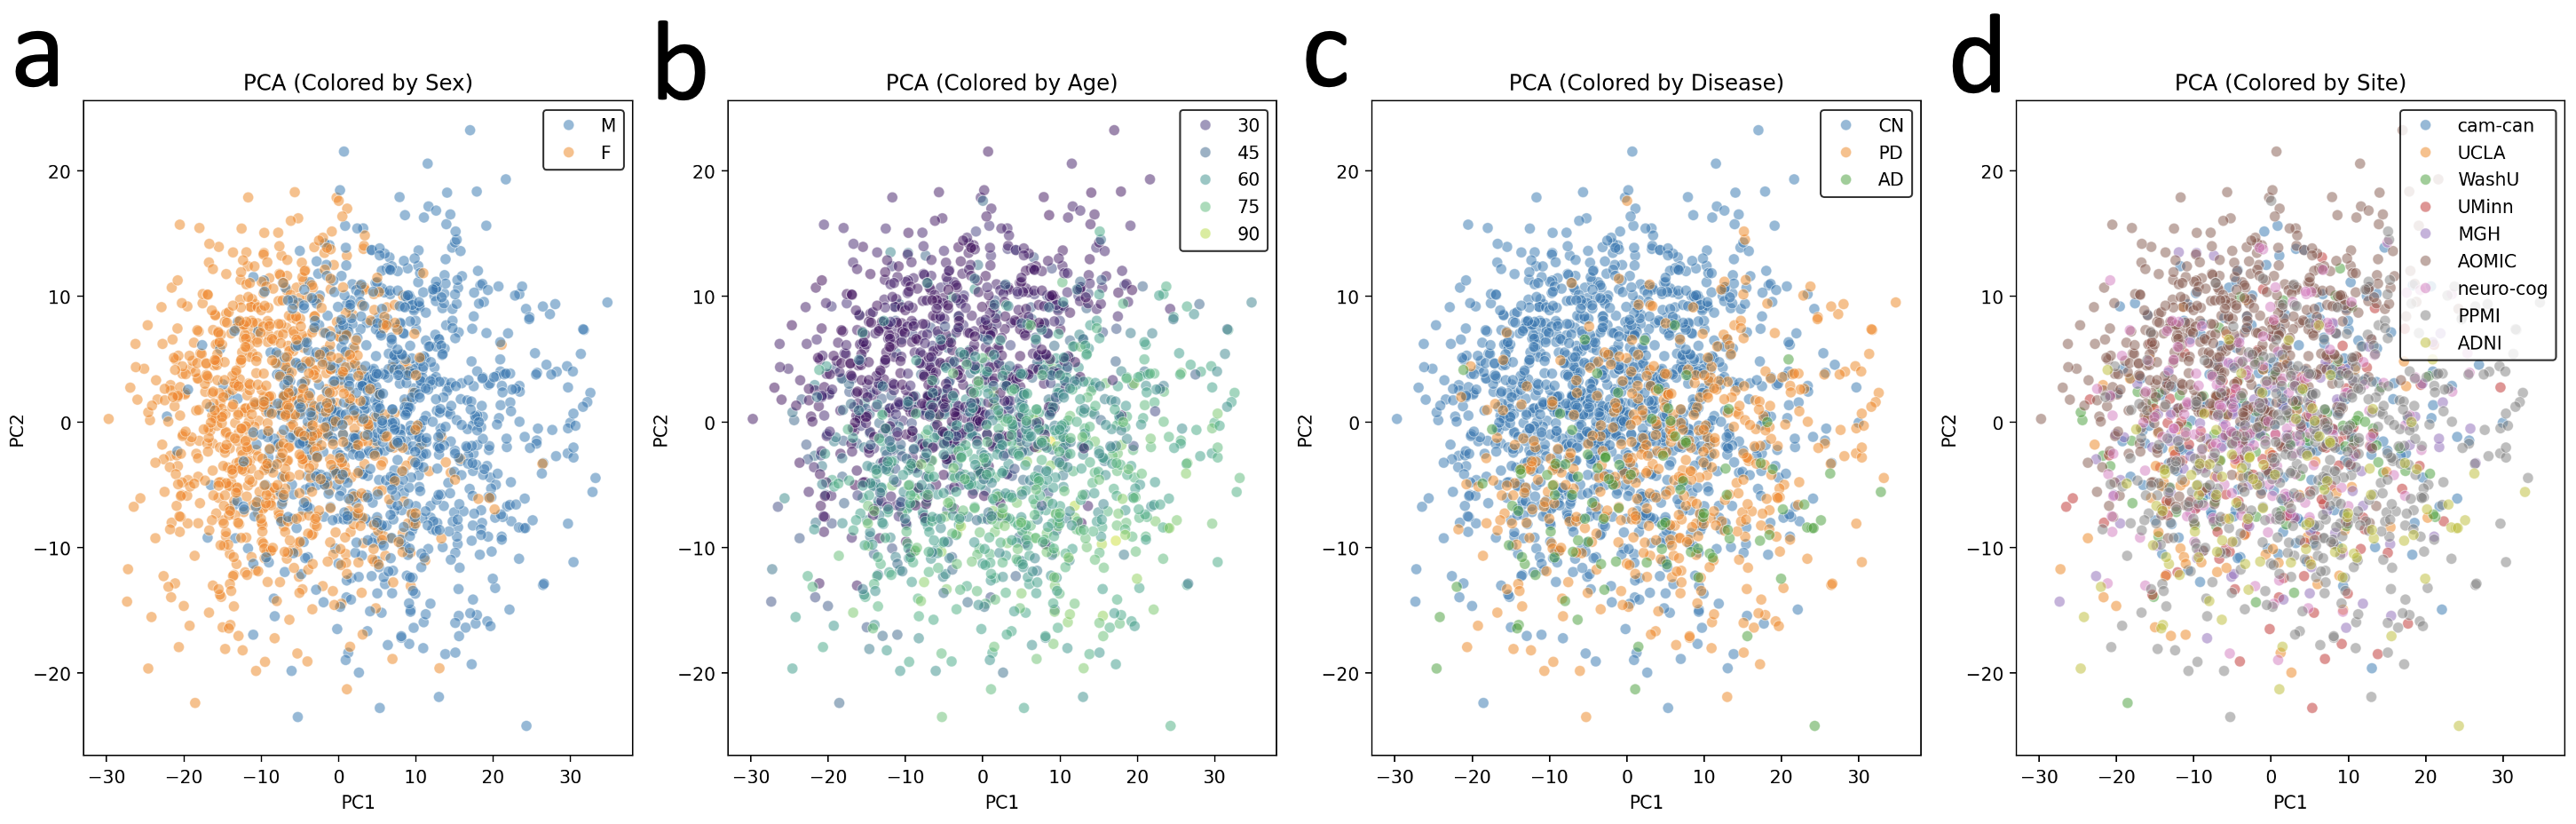 a
PCA (Colored by Sex)
M
F
20
10
0
−10
−20
PC2
−30 −20 −10 0 10 20 30
PC1
b
PCA (Colored by Age)
30
45
60
75
90
20
10
0
−10
−20
PC2
−30 −20 −10 0 10 20 30
PC1
c
PCA (Colored by Disease)
CN
PD
AD
20
10
0
−10
−20
PC2
−30 −20 −10 0 10 20 30
PC1
d
PCA (Colored by Site)
cam-can
UCLA
WashU
UMinn
MGH
AOMIC
neuro-cog
PPMI
ADNI
20
10
0
−10
−20
PC2
−30 −20 −10 0 10 20 30
PC1